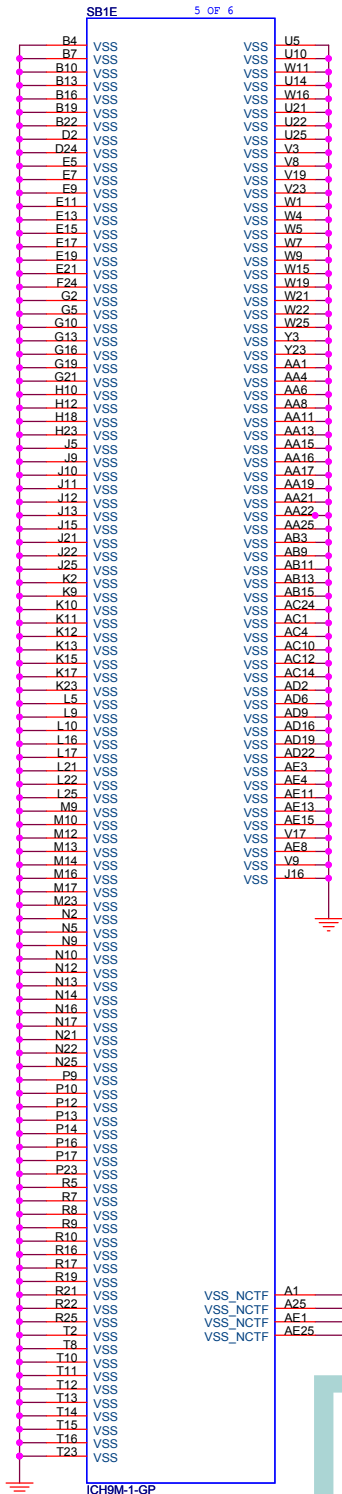 SB1E 5 OF 6
B4 VSS VSS U5
B7 VSS VSS U10
B10 VSS VSS W11
B13 VSS VSS U14
B16 VSS VSS W16
B19 VSS VSS U21
B22 VSS VSS U22
D2 VSS VSS U25
D24 VSS VSS V3
E5 VSS VSS V8
E7 VSS VSS V19
E9 VSS VSS V23
E11 VSS VSS W1
E13 VSS VSS W4
E15 VSS VSS W5
E17 VSS VSS W7
E19 VSS VSS W9
E21 VSS VSS W15
F24 VSS VSS W19
G2 VSS VSS W21
G5 VSS VSS W22
G10 VSS VSS W25
G13 VSS VSS Y3
G16 VSS VSS Y23
G19 VSS VSS AA1
G21 VSS VSS AA4
H10 VSS VSS AA6
H12 VSS VSS AA8
H18 VSS VSS AA11
H23 VSS VSS AA13
J5 VSS VSS AA15
J9 VSS VSS AA16
J10 VSS VSS AA17
J11 VSS VSS AA19
J12 VSS VSS AA21
J13 VSS VSS AA22
J15 VSS VSS AA25
J21 VSS VSS AB3
J22 VSS VSS AB9
J25 VSS VSS AB11
K2 VSS VSS AB13
K9 VSS VSS AB15
K10 VSS VSS AC24
K11 VSS VSS AC1
K12 VSS VSS AC4
K13 VSS VSS AC10
K15 VSS VSS AC12
K17 VSS VSS AC14
K23 VSS VSS AD2
L5 VSS VSS AD6
L9 VSS VSS AD9
L10 VSS VSS AD16
L16 VSS VSS AD19
L17 VSS VSS AD22
L21 VSS VSS AE3
L22 VSS VSS AE4
L25 VSS VSS AE11
M9 VSS VSS AE13
M10 VSS VSS AE15
M12 VSS VSS V17
M13 VSS VSS AE8
M14 VSS VSS V9
M16 VSS VSS J16
M17 VSS
M23 VSS
N2 VSS
N5 VSS
N9 VSS
N10 VSS
N12 VSS
N13 VSS
N14 VSS
N16 VSS
N17 VSS
N21 VSS
N22 VSS
N25 VSS
P9 VSS
P10 VSS
P12 VSS
P13 VSS
P14 VSS
P16 VSS
P17 VSS
P23 VSS
R5 VSS
R7 VSS
R8 VSS
R9 VSS
R10 VSS
R16 VSS
R17 VSS
R19 VSS
R21 VSS VSS_NCTF A1
R22 VSS VSS_NCTF A25
R25 VSS VSS_NCTF AE1
T2 VSS VSS_NCTF AE25
T8 VSS
T10 VSS
T11 VSS
T12 VSS
T13 VSS
T14 VSS
T15 VSS
T16 VSS
T23 VSS
ICH9M-1-GP